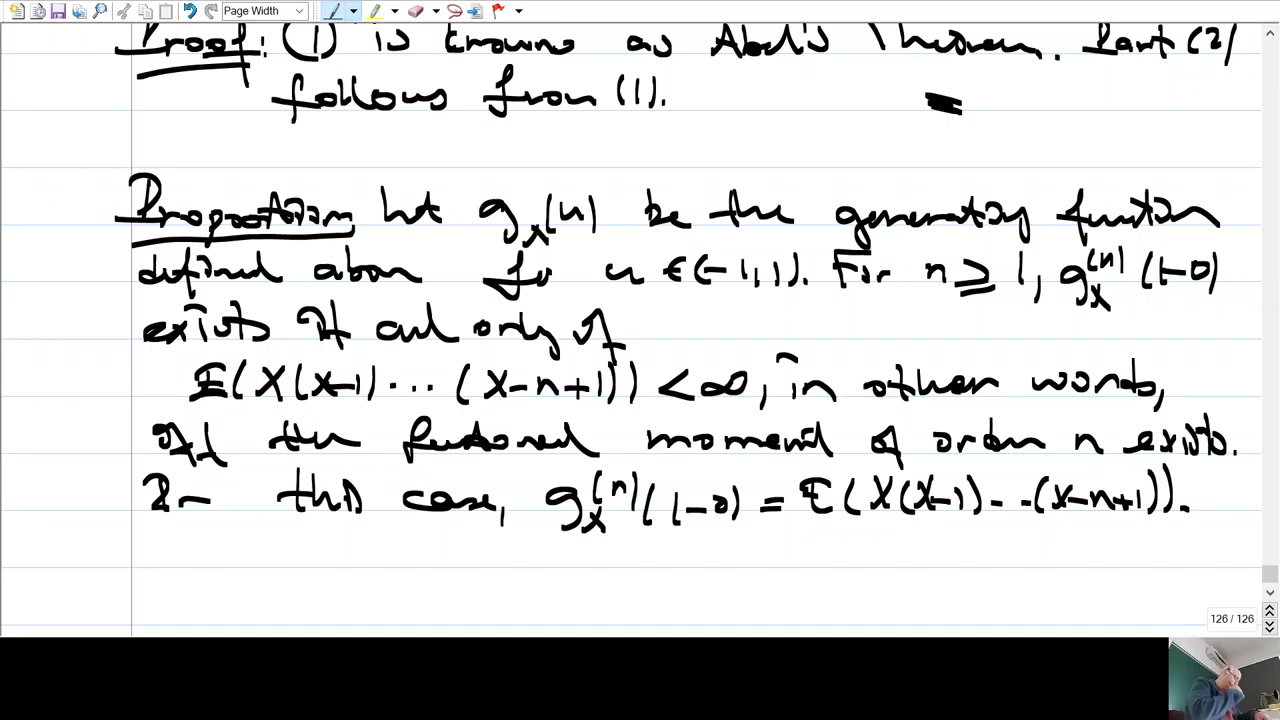 Page Width
Proof: (1) is known as Abel's Theorem. Part (2)
follows from (1).
Proposition Let g_X(u) be the generating function
defined above for u ∈ (-1,1). For n ≥ 1, g_X^(n)(1-0)
exists if and only if
E(X(X-1)···(X-n+1)) < ∞, in other words,
iff the factorial moment of order n exists.
In this case, g_X^(n)(1-0) = E(X(X-1)···(X-n+1)).
126 / 126